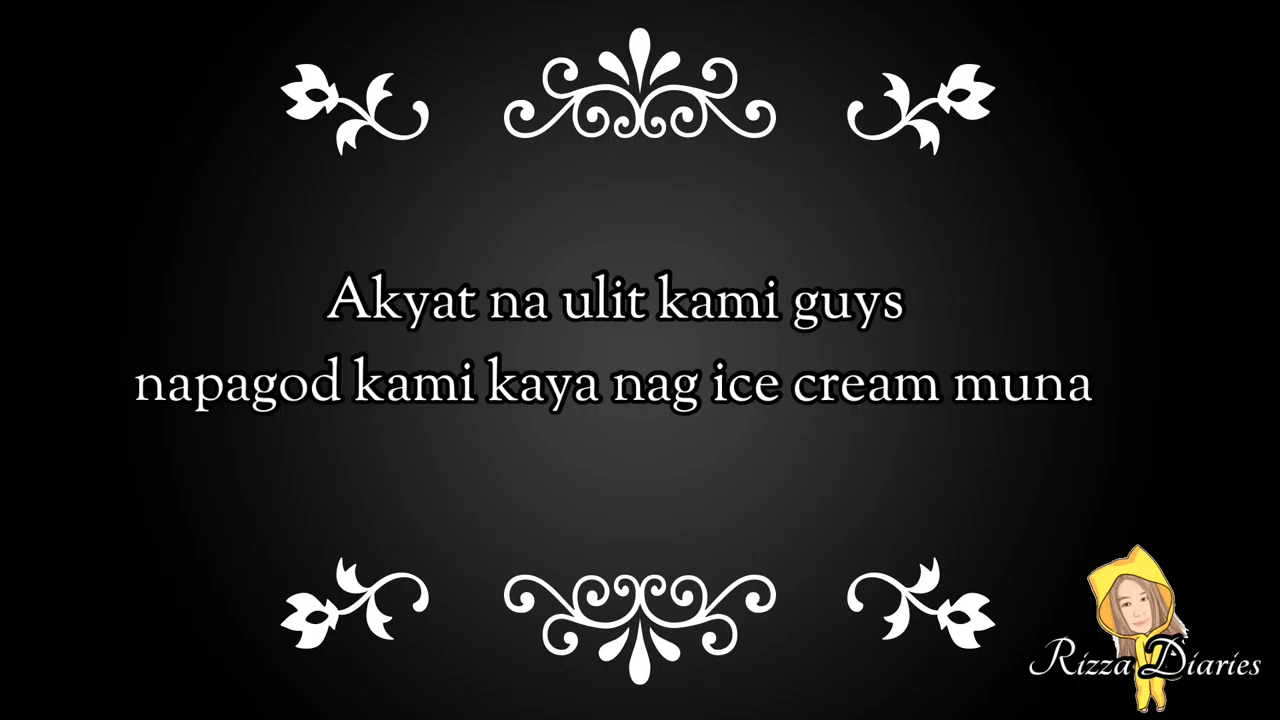 Akyat na ulit kami guys
napagod kami kaya nag ice cream muna
Rizza Diaries